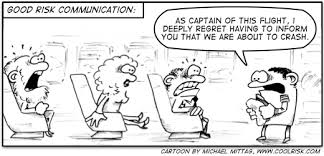 GOOD RISK COMMUNICATION:
AS CAPTAIN OF THIS FLIGHT, I
DEEPLY REGRET HAVING TO INFORM
YOU THAT WE ARE ABOUT TO CRASH.
CARTOON BY MICHAEL MITTAG, WWW.COOLRISK.COM